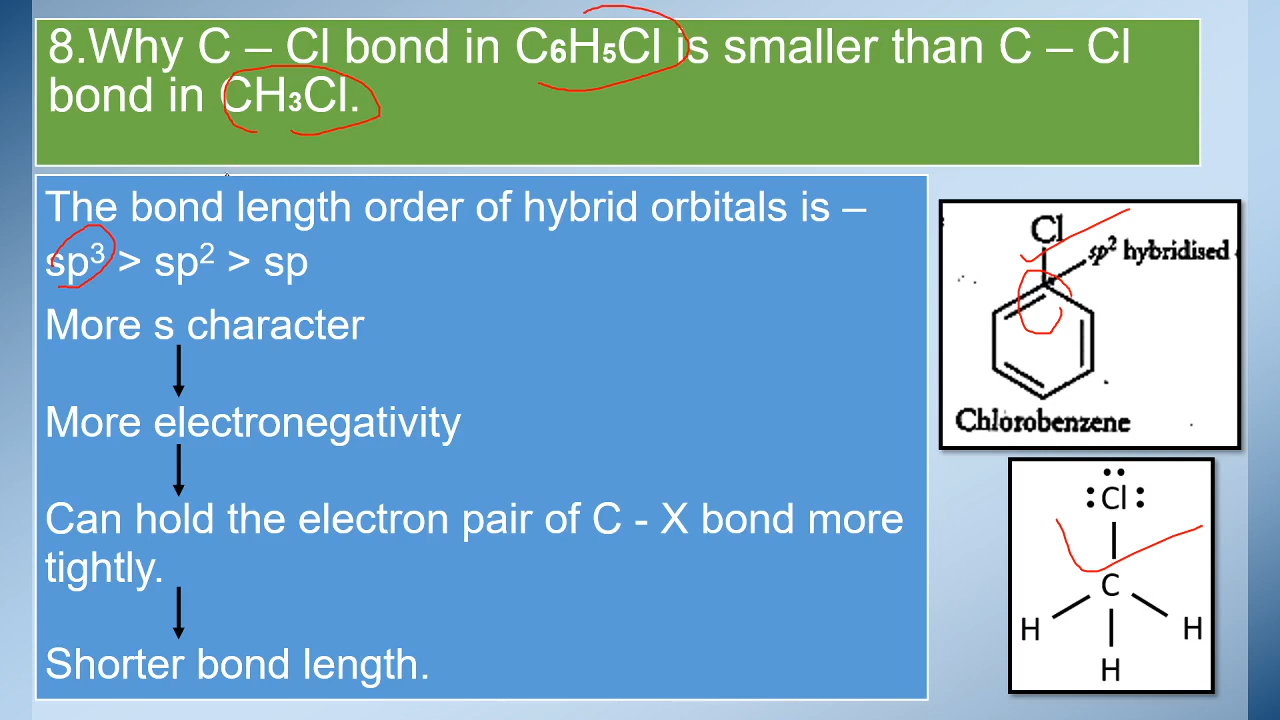 8.Why C – Cl bond in C₆H₅Cl is smaller than C – Cl
bond in CH₃Cl.
The bond length order of hybrid orbitals is –
sp³ > sp² > sp
More s character
More electronegativity
Can hold the electron pair of C - X bond more
tightly.
Shorter bond length.
Cl
sp² hybridised
Chlorobenzene
Cl
C
H
H
H